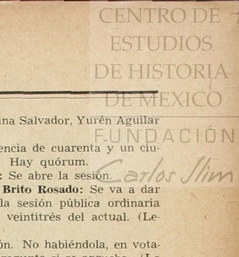 CENTRO DE
ESTUDIOS
DE HISTORIA
DE MEXICO
FUNDACIÓN
Carlos Slim
ina Salvador, Yurén Aguilar
encia de cuarenta y un ciu-
Hay quórum.
: Se abre la sesión.
Brito Rosado: Se va a dar
la sesión pública ordinaria
veintitrés del actual. (Le-
ón. No habiéndola, en vota-